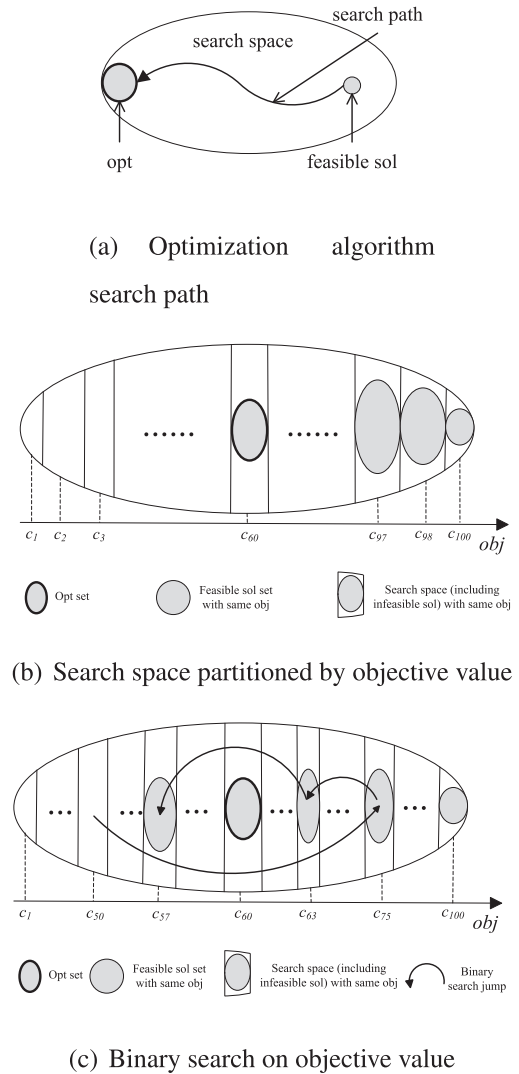 search path
search space
opt
feasible sol
(a) Optimization algorithm
search path
......
......
c1 c2 c3 c60 c97 c98 c100
obj
Opt set
Feasible sol set
with same obj
Search space (including
infeasible sol) with same obj
(b) Search space partitioned by objective value
... ... ... ... ... ...
c1 c50 c57 c60 c63 c75 c100
obj
Opt set
Feasible sol set
with same obj
Search space (including
infeasible sol) with same obj
Binary
search jump
(c) Binary search on objective value